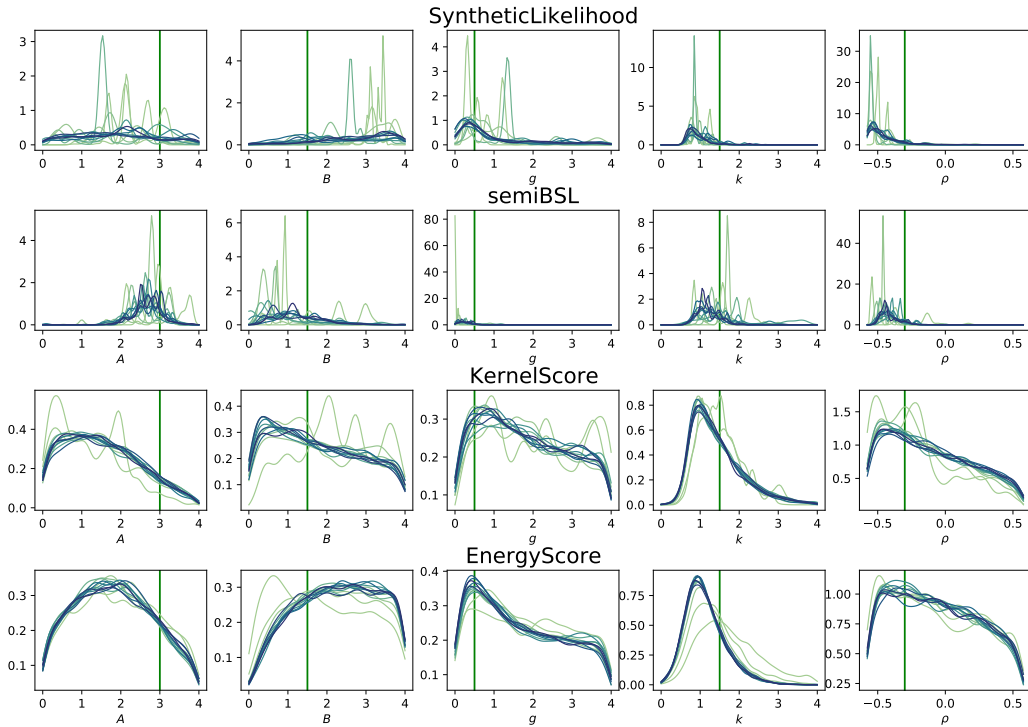 SyntheticLikelihood
3
2
1
0
0 1 2 3 4
A
4
2
0
0 1 2 3 4
B
4
2
0
0 1 2 3 4
g
10
5
0
0 1 2 3 4
k
30
20
10
0
−0.5 0.0 0.5
ρ
semiBSL
4
2
0
0 1 2 3 4
A
6
4
2
0
0 1 2 3 4
B
80
60
40
20
0
0 1 2 3 4
g
8
6
4
2
0
0 1 2 3 4
k
40
20
0
−0.5 0.0 0.5
ρ
KernelScore
0.4
0.2
0.0
0 1 2 3 4
A
0.4
0.3
0.2
0.1
0 1 2 3 4
B
0.3
0.2
0.1
0 1 2 3 4
g
0.8
0.6
0.4
0.2
0.0
0 1 2 3 4
k
1.5
1.0
0.5
−0.5 0.0 0.5
ρ
EnergyScore
0.3
0.2
0.1
0 1 2 3 4
A
0.3
0.2
0.1
0 1 2 3 4
B
0.4
0.3
0.2
0.1
0 1 2 3 4
g
0.75
0.50
0.25
0.00
0 1 2 3 4
k
1.00
0.75
0.50
0.25
−0.5 0.0 0.5
ρ